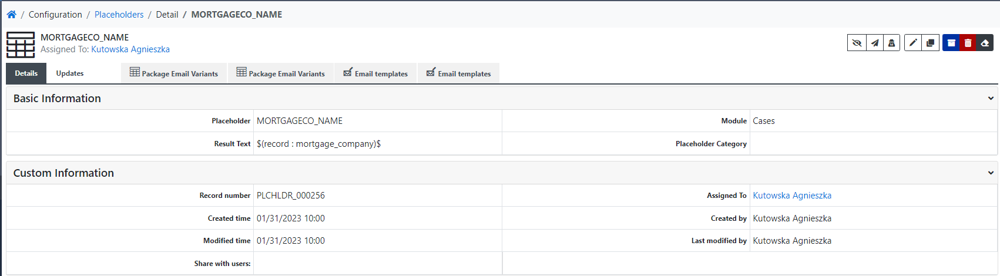 / Configuration / Placeholders / Detail / MORTGAGECO_NAME
MORTGAGECO_NAME
Assigned To: Kutowska Agnieszka
Details Updates Package Email Variants Package Email Variants Email templates Email templates
Basic Information
Placeholder MORTGAGECO_NAME Module Cases
Result Text $(record : mortgage_company)$ Placeholder Category
Custom Information
Record number PLCHLDR_000256 Assigned To Kutowska Agnieszka
Created time 01/31/2023 10:00 Created by Kutowska Agnieszka
Modified time 01/31/2023 10:00 Last modified by Kutowska Agnieszka
Share with users: